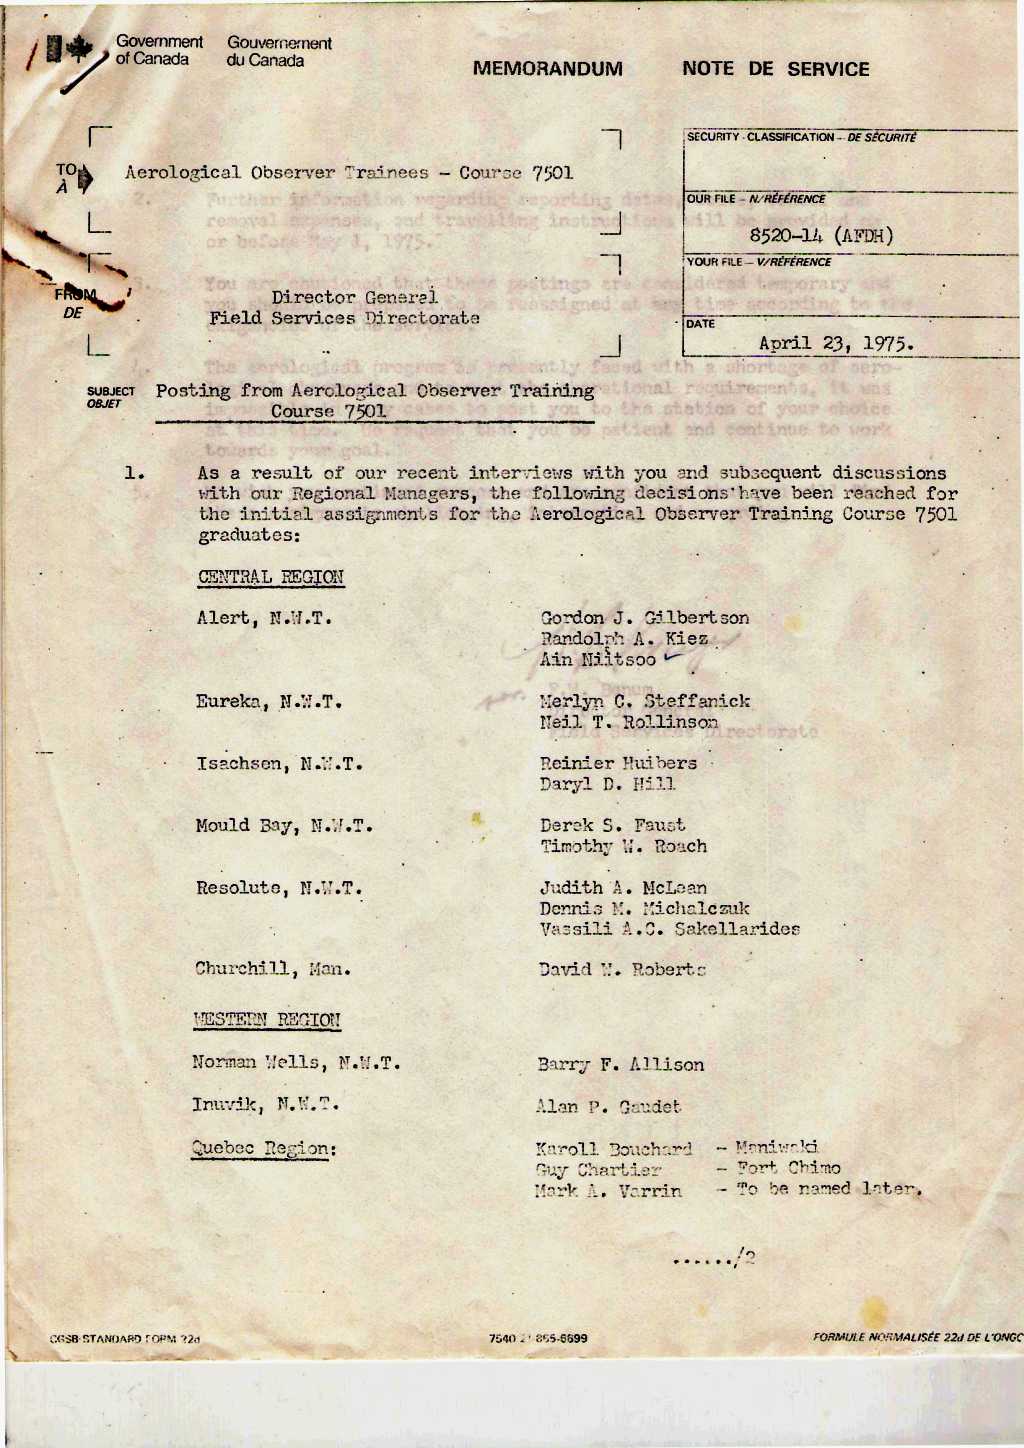 Government Gouvernement
of Canada du Canada
MEMORANDUM NOTE DE SERVICE
TO
À
Aerological Observer Trainees - Course 7501
SECURITY - CLASSIFICATION - DE SÉCURITÉ
OUR FILE - N/RÉFÉRENCE
8520-14 (AFDH)
YOUR FILE - V/RÉFÉRENCE
FROM
DE
Director General
Field Services Directorate
DATE
April 23, 1975.
SUBJECT
OBJET
Posting from Aerological Observer Training
Course 7501
1. As a result of our recent interviews with you and subsequent discussions
with our Regional Managers, the following decisions have been reached for
the initial assignments for the Aerological Observer Training Course 7501
graduates:
CENTRAL REGION
Alert, N.W.T. Gordon J. Gilbertson
Randolph A. Kiez
Ain Niitsoo
Eureka, N.W.T. Merlyn C. Steffanick
Neil T. Rollinson
Isachsen, N.W.T. Reinier Huibers
Daryl D. Hill
Mould Bay, N.W.T. Derek S. Faust
Timothy W. Roach
Resolute, N.W.T. Judith A. McLean
Dennis M. Michalczuk
Vassili A.C. Sakellarides
Churchill, Man. David W. Roberts
WESTERN REGION
Norman Wells, N.W.T. Barry F. Allison
Inuvik, N.W.T. Alan P. Gaudet
Quebec Region: Karoll Bouchard - Maniwaki
Guy Chartier - Fort Chimo
Mark A. Varrin - To be named later.
....../2
CGSB STANDARD FORM 22d 7540 21 865-6699 FORMULE NORMALISÉE 22d DE L'ONGC